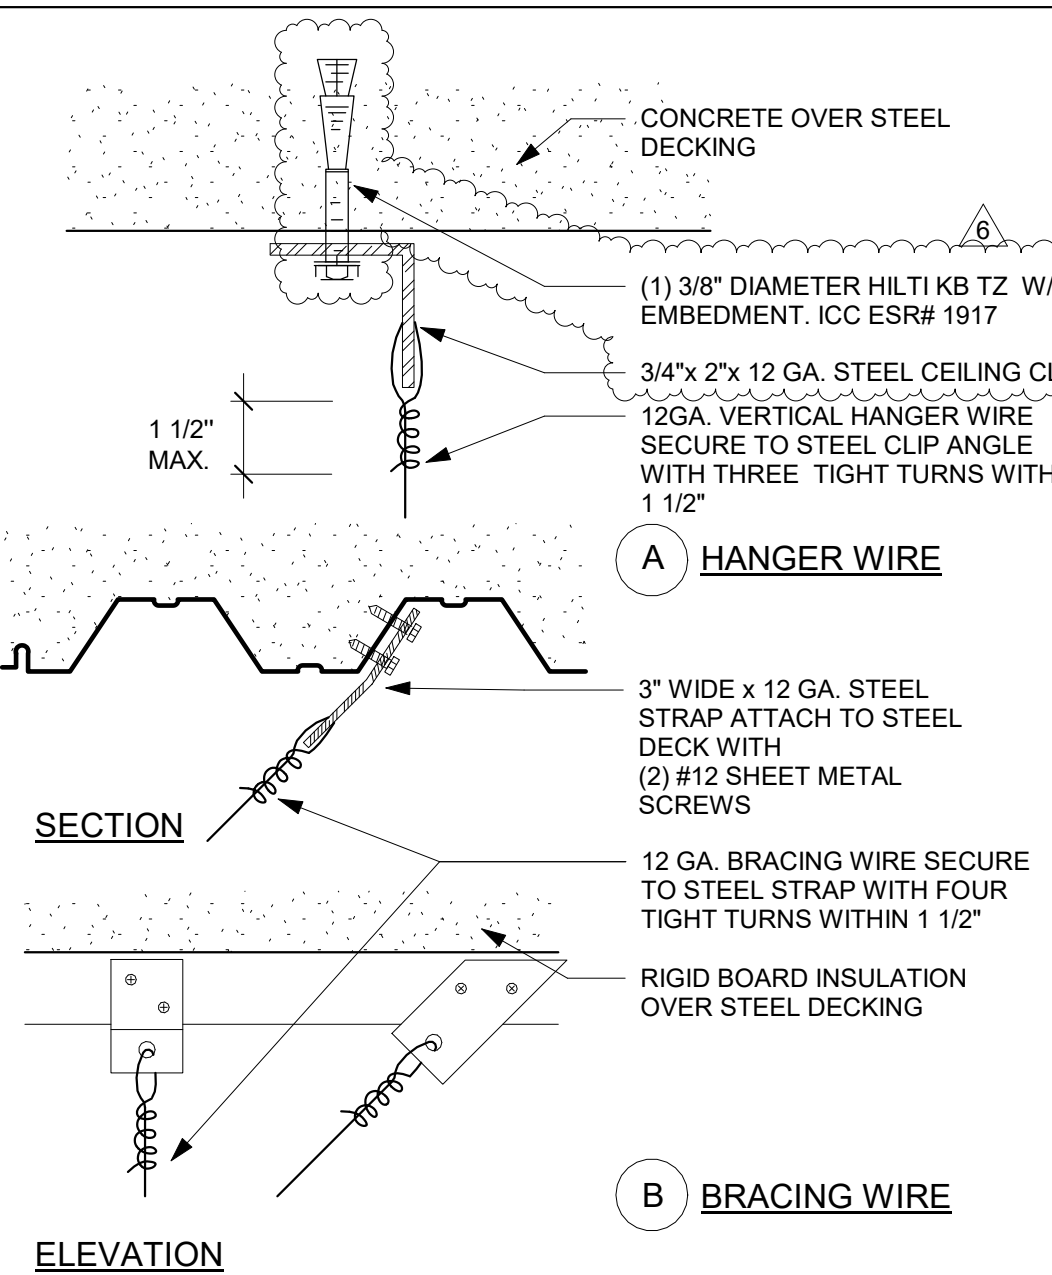 CONCRETE OVER STEEL
DECKING
6
(1) 3/8" DIAMETER HILTI KB TZ W/
EMBEDMENT. ICC ESR# 1917
3/4"x 2"x 12 GA. STEEL CEILING
1 1/2"
MAX.
12GA. VERTICAL HANGER WIRE
SECURE TO STEEL CLIP ANGLE
WITH THREE TIGHT TURNS WITH
1 1/2"
A HANGER WIRE
3" WIDE x 12 GA. STEEL
STRAP ATTACH TO STEEL
DECK WITH
(2) #12 SHEET METAL
SCREWS
SECTION
12 GA. BRACING WIRE SECURE
TO STEEL STRAP WITH FOUR
TIGHT TURNS WITHIN 1 1/2"
RIGID BOARD INSULATION
OVER STEEL DECKING
B BRACING WIRE
ELEVATION